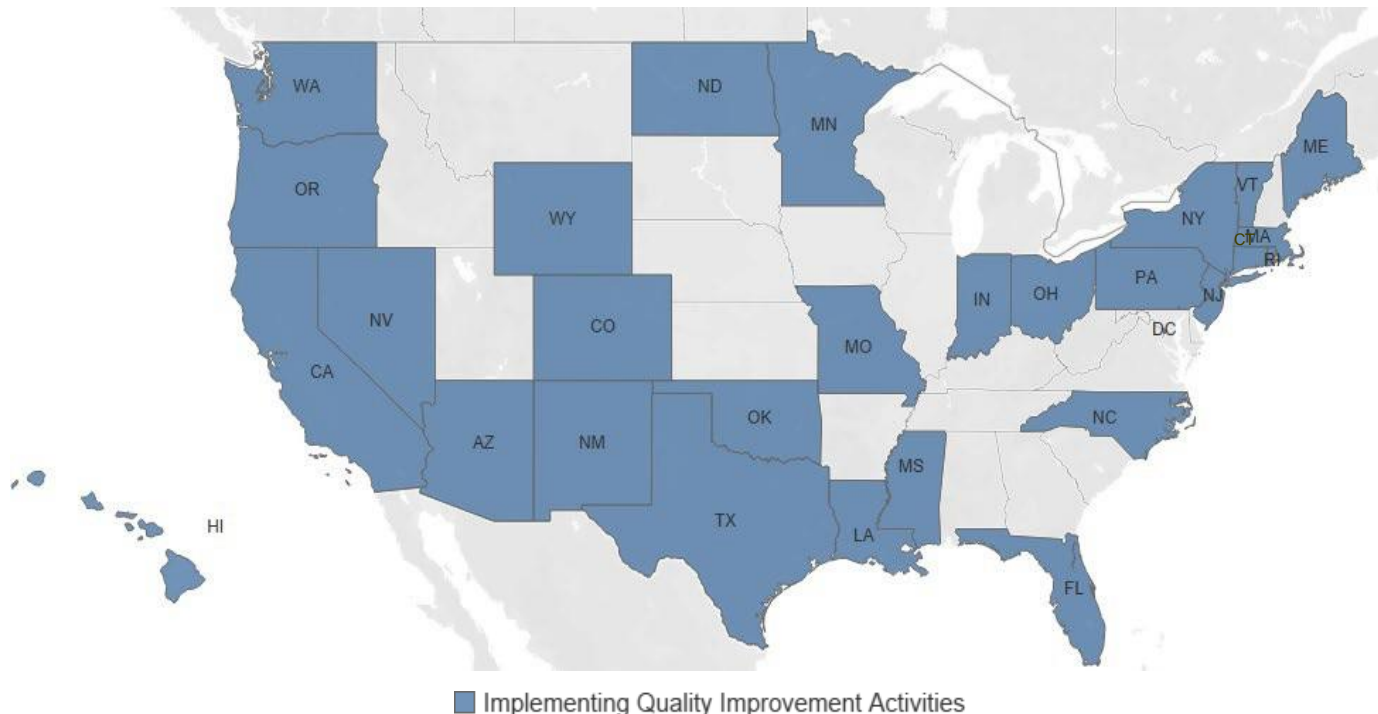 WA
ND
MN
ME
OR
VT
WY
NY
CT
MA
RI
PA
IN
OH
NJ
NV
CO
DC
MO
CA
OK
NC
AZ
NM
MS
TX
HI
LA
FL
Implementing Quality Improvement Activities